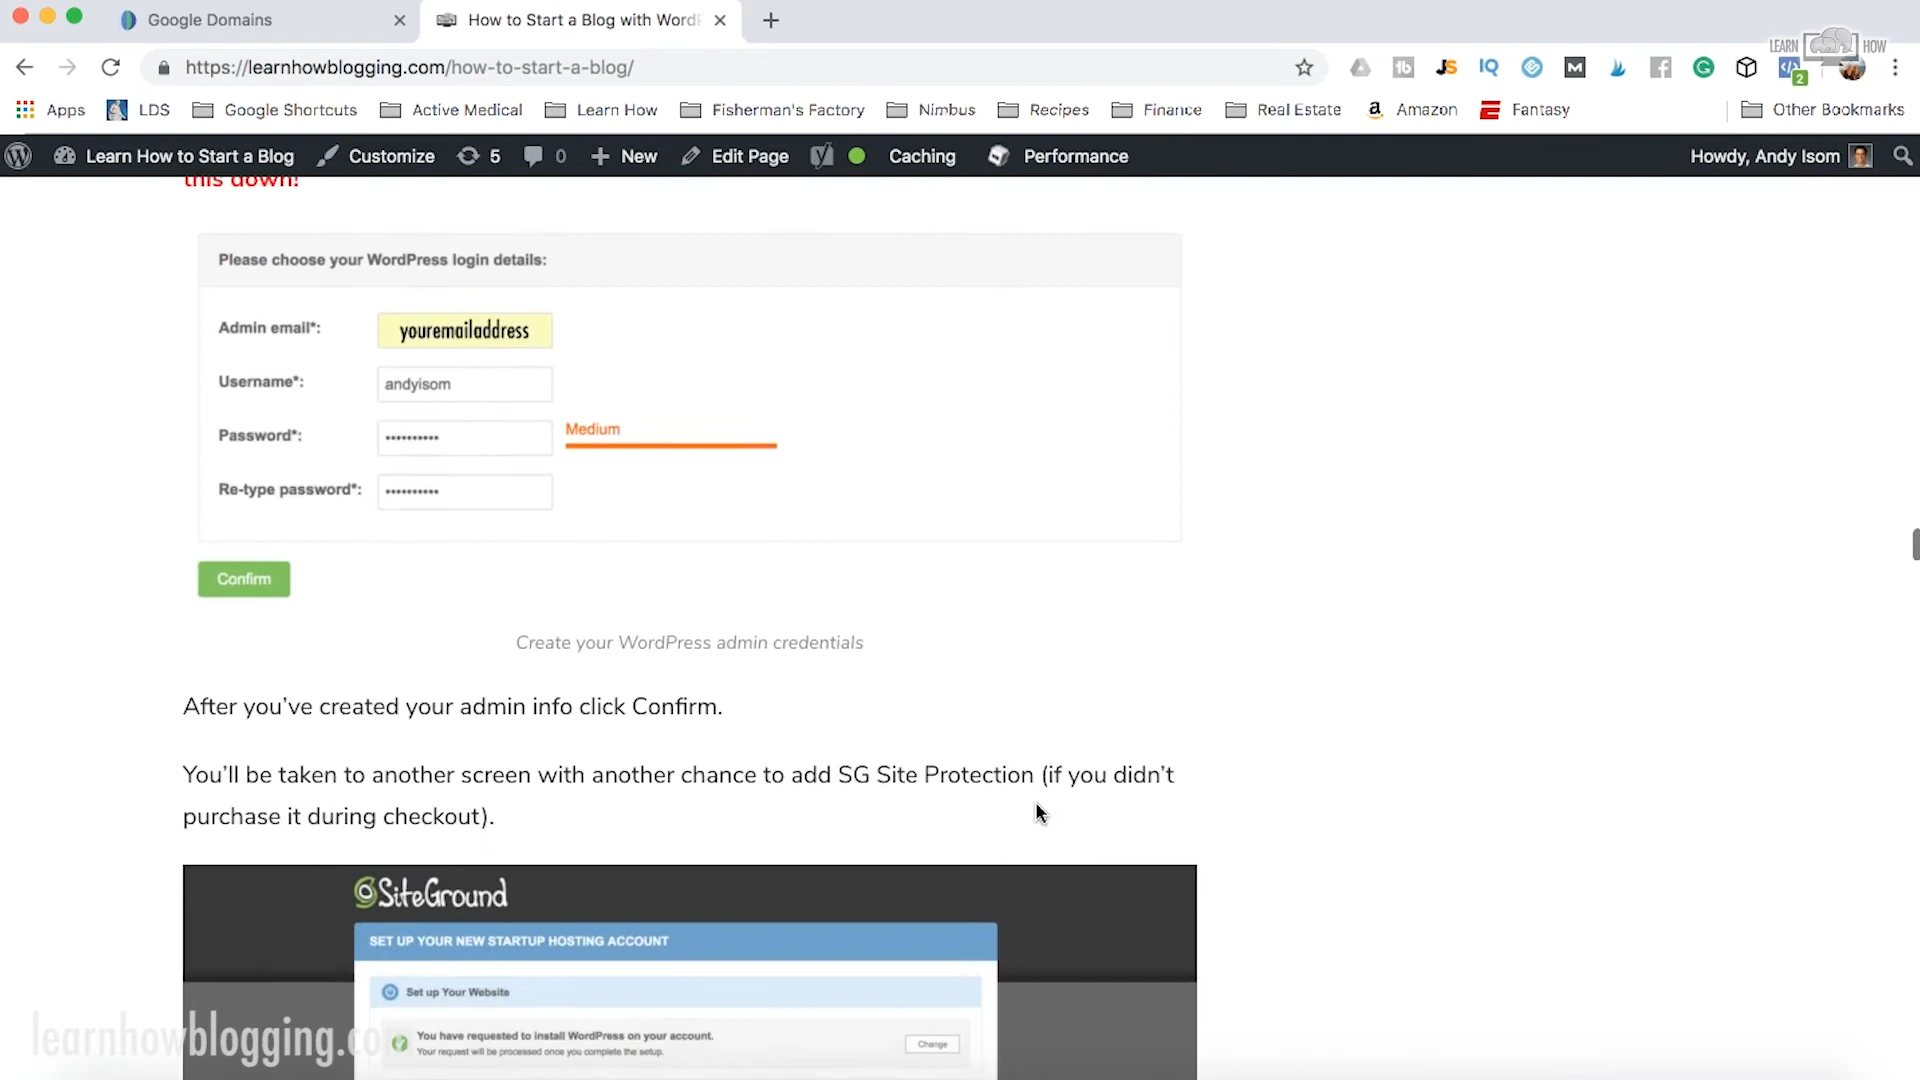 Google Domains
How to Start a Blog with WordP
LEARN HOW
https://learnhowblogging.com/how-to-start-a-blog/
2
Apps LDS Google Shortcuts Active Medical Learn How Fisherman's Factory Nimbus Recipes Finance Real Estate Amazon Fantasy Other Bookmarks
Learn How to Start a Blog Customize 5 0 New Edit Page Caching Performance Howdy, Andy Isom
this down!
Please choose your WordPress login details:
Admin email*: youremailaddress
Username*: andyisom
Password*: •••••••••• Medium
Re-type password*: ••••••••••
Confirm
Create your WordPress admin credentials
After you’ve created your admin info click Confirm.
You’ll be taken to another screen with another chance to add SG Site Protection (if you didn’t
purchase it during checkout).
SiteGround
SET UP YOUR NEW STARTUP HOSTING ACCOUNT
Set up Your Website
You have requested to install WordPress on your account.
Your request will be processed once you complete the setup.
Change
learnhowblogging.co